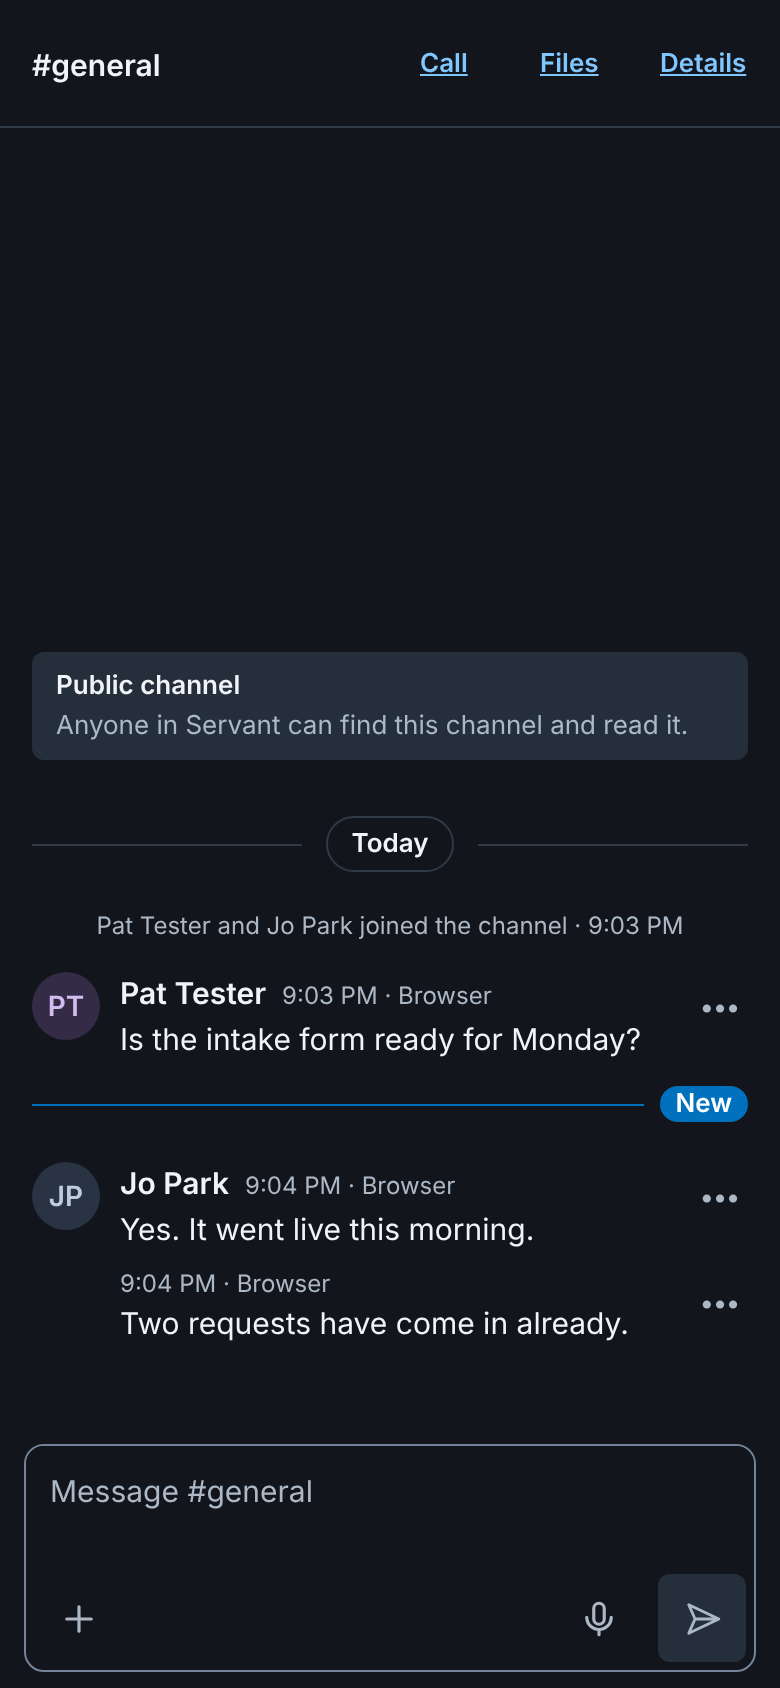 #general
Call Files Details
Public channel
Anyone in Servant can find this channel and read it.
Today
Pat Tester and Jo Park joined the channel · 9:03 PM
PT
Pat Tester 9:03 PM · Browser
Is the intake form ready for Monday?
New
JP
Jo Park 9:04 PM · Browser
Yes. It went live this morning.
9:04 PM · Browser
Two requests have come in already.
Message #general